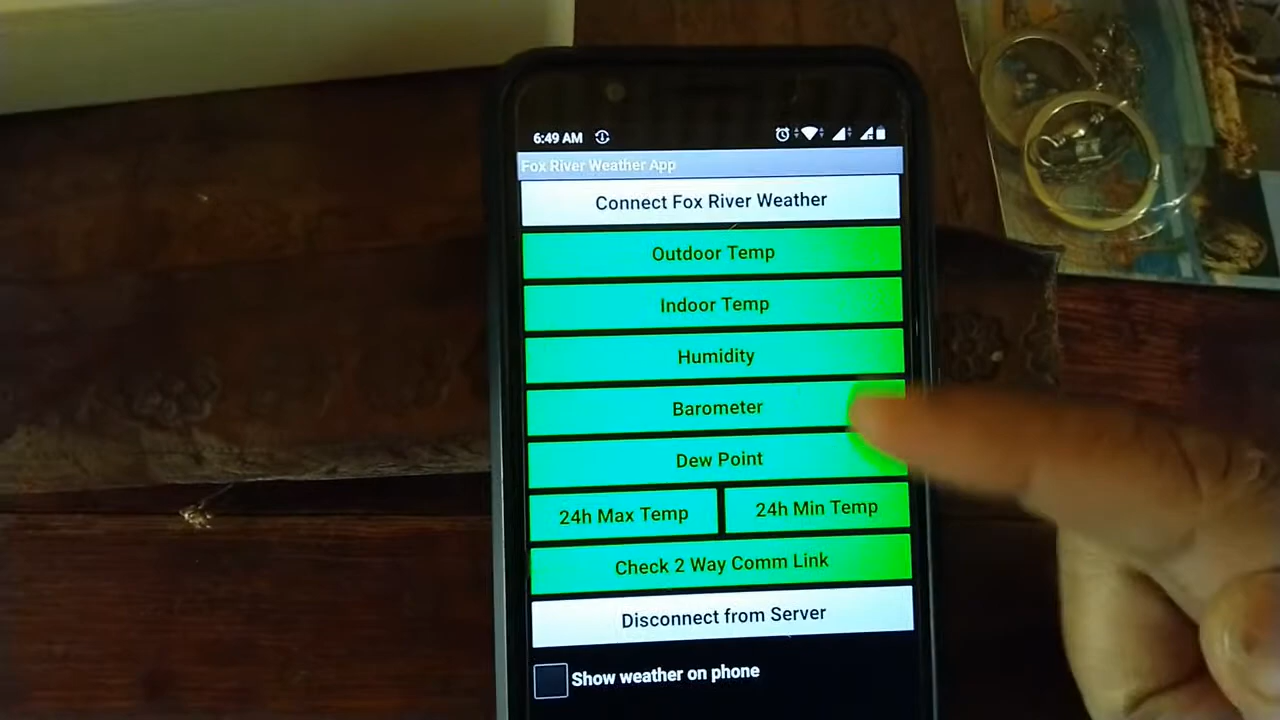 6:49 AM
Fox River Weather App
Connect Fox River Weather
Outdoor Temp
Indoor Temp
Humidity
Barometer
Dew Point
24h Max Temp
24h Min Temp
Check 2 Way Comm Link
Disconnect from Server
Show weather on phone